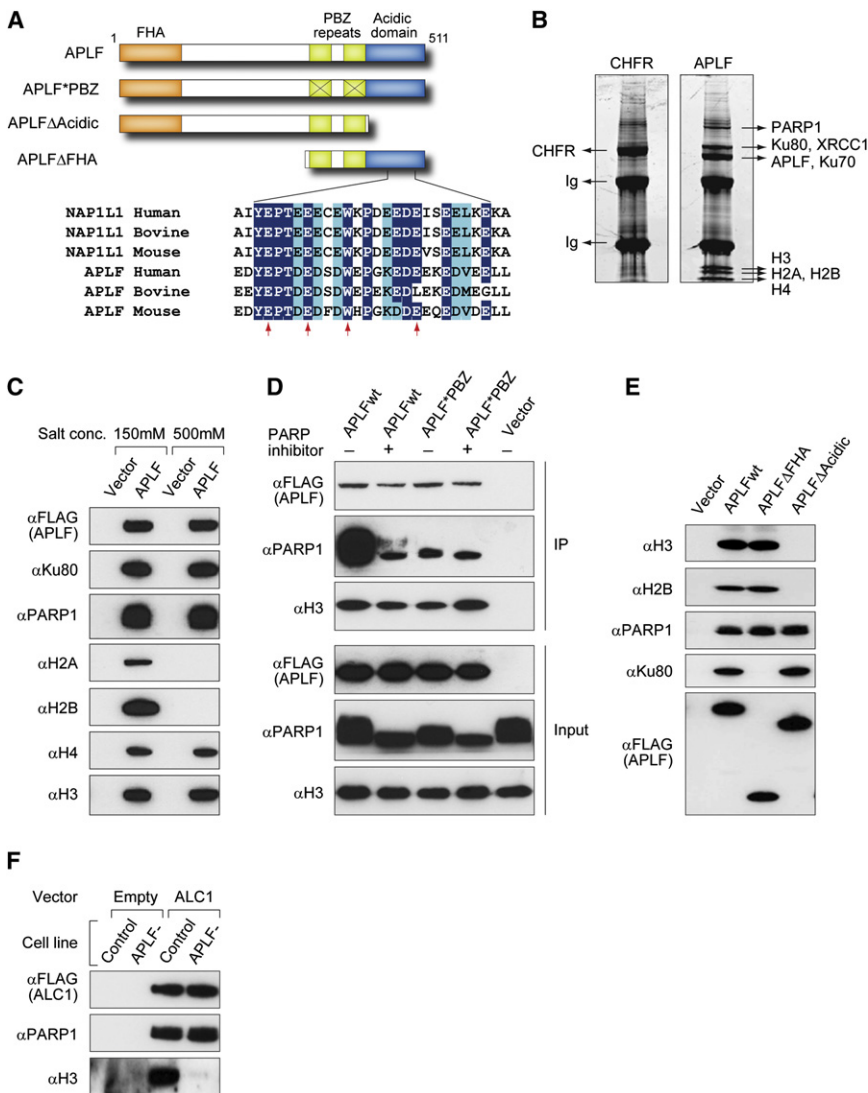 A
PBZ Acidic
1 FHA repeats domain 511
APLF
APLF*PBZ
APLFΔAcidic
APLFΔFHA
NAP1L1 Human AIYEPTEEECEWKPDEEDEISEELKEKA
NAP1L1 Bovine AIYEPTEEECEWKPDEEDEISEELKEKA
NAP1L1 Mouse AIYEPTEEECEWKPDEEDEVSEELKEKA
APLF Human EDYEPTDEDSDWEPGKEDEEKEDVEELL
APLF Bovine EEYEPTDEDSDWEPEKEDLEKEDMEGLL
APLF Mouse EDYEPTDEDFDWHPGKDDEEQEDVDELL
B
CHFR APLF
CHFR
Ig
Ig
PARP1
Ku80, XRCC1
APLF, Ku70
H3
H2A, H2B
H4
C
Salt conc. 150mM 500mM
Vector APLF Vector APLF
αFLAG (APLF)
αKu80
αPARP1
αH2A
αH2B
αH4
αH3
D
APLFwt APLFwt APLF*PBZ APLF*PBZ Vector
PARP inhibitor – + – + –
αFLAG (APLF)
αPARP1
αH3
IP
αFLAG (APLF)
αPARP1
αH3
Input
E
Vector APLFwt APLFΔFHA APLFΔAcidic
αH3
αH2B
αPARP1
αKu80
αFLAG (APLF)
F
Vector Empty ALC1
Cell line Control APLF- Control APLF-
αFLAG (ALC1)
αPARP1
αH3